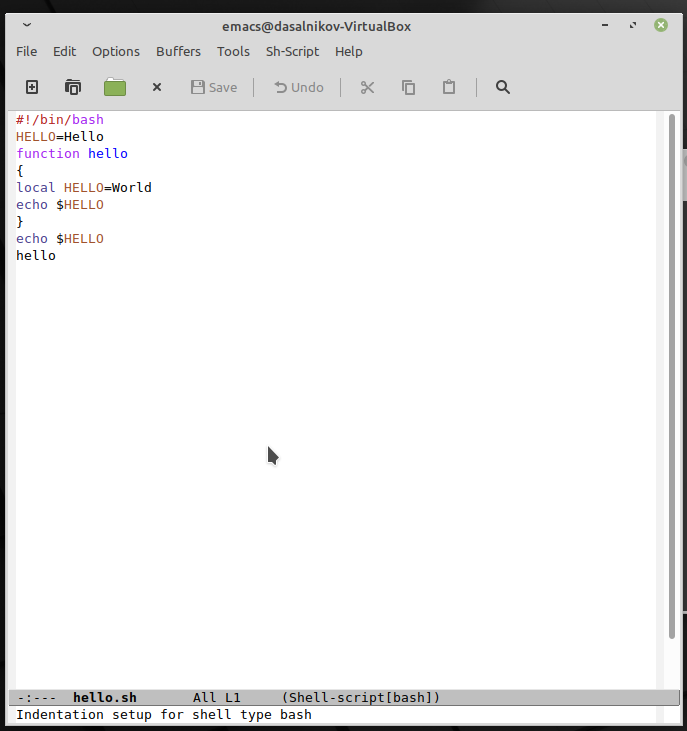 emacs@dasalnikov-VirtualBox
File Edit Options Buffers Tools Sh-Script Help
Save Undo
#!/bin/bash
HELLO=Hello
function hello
{
local HELLO=World
echo $HELLO
}
echo $HELLO
hello
-:--- hello.sh All L1 (Shell-script[bash])
Indentation setup for shell type bash